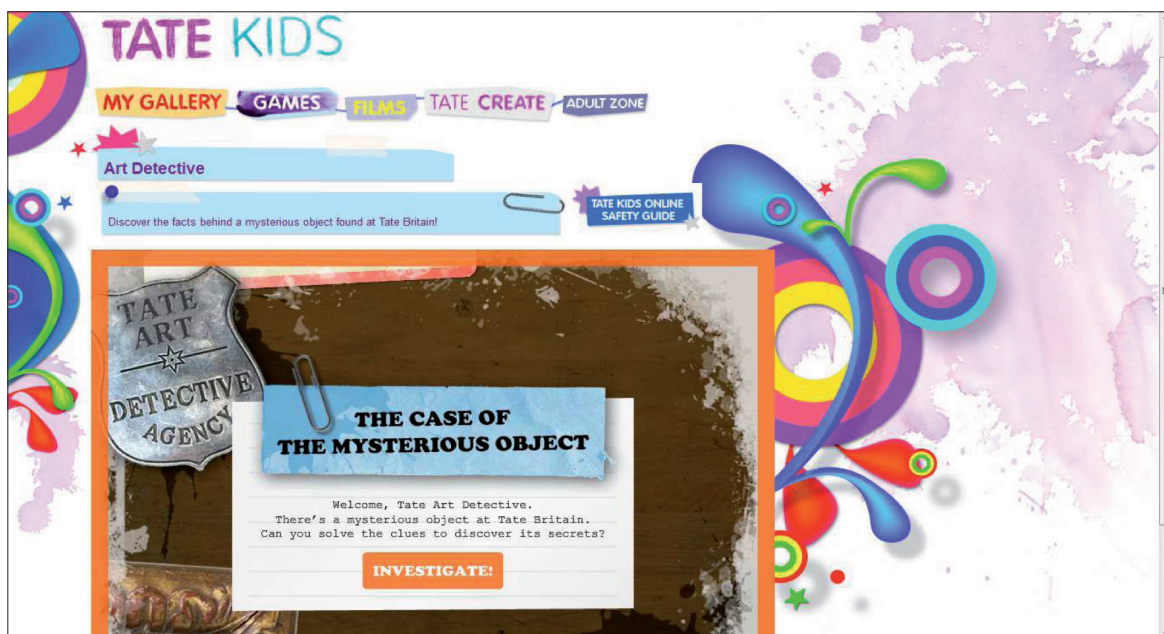 TATE KIDS
MY GALLERY GAMES FILMS TATE CREATE ADULT ZONE
Art Detective
Discover the facts behind a mysterious object found at Tate Britain!
TATE KIDS ONLINE
SAFETY GUIDE
TATE
ART
DETECTIVE
AGENCY
THE CASE OF
THE MYSTERIOUS OBJECT
Welcome, Tate Art Detective.
There's a mysterious object at Tate Britain.
Can you solve the clues to discover its secrets?
INVESTIGATE!